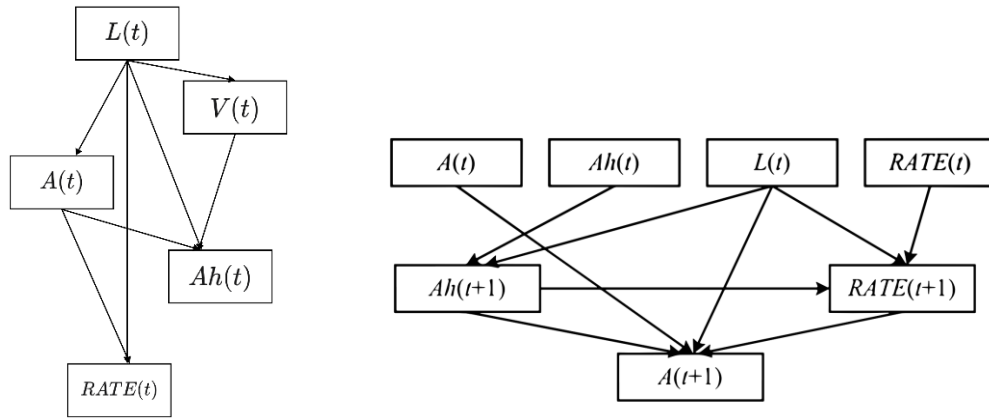 L(t)
V(t)
A(t)
Ah(t)
RATE(t)
A(t)
Ah(t)
L(t)
RATE(t)
Ah(t+1)
RATE(t+1)
A(t+1)